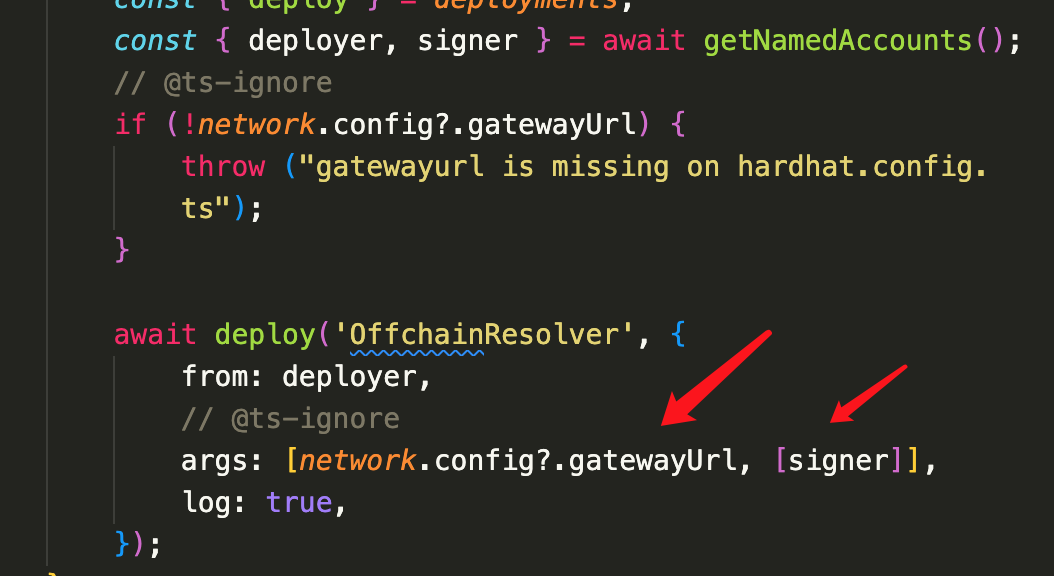 const { deploy } = deployments;
const { deployer, signer } = await getNamedAccounts();
// @ts-ignore
if (!network.config?.gatewayUrl) {
throw ("gatewayurl is missing on hardhat.config.
ts");
}
await deploy('OffchainResolver', {
from: deployer,
// @ts-ignore
args: [network.config?.gatewayUrl, [signer]],
log: true,
});
}